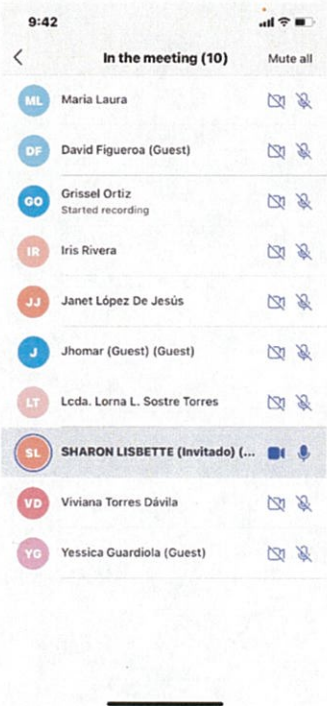 9:42
In the meeting (10)
Mute all
ML
Maria Laura
DF
David Figueroa (Guest)
GO
Grissel Ortiz
Started recording
IR
Iris Rivera
JJ
Janet López De Jesús
J
Jhomar (Guest) (Guest)
LT
Lcda. Lorna L. Sostre Torres
SL
SHARON LISBETTE (Invitado) (...
VD
Viviana Torres Dávila
YG
Yessica Guardiola (Guest)